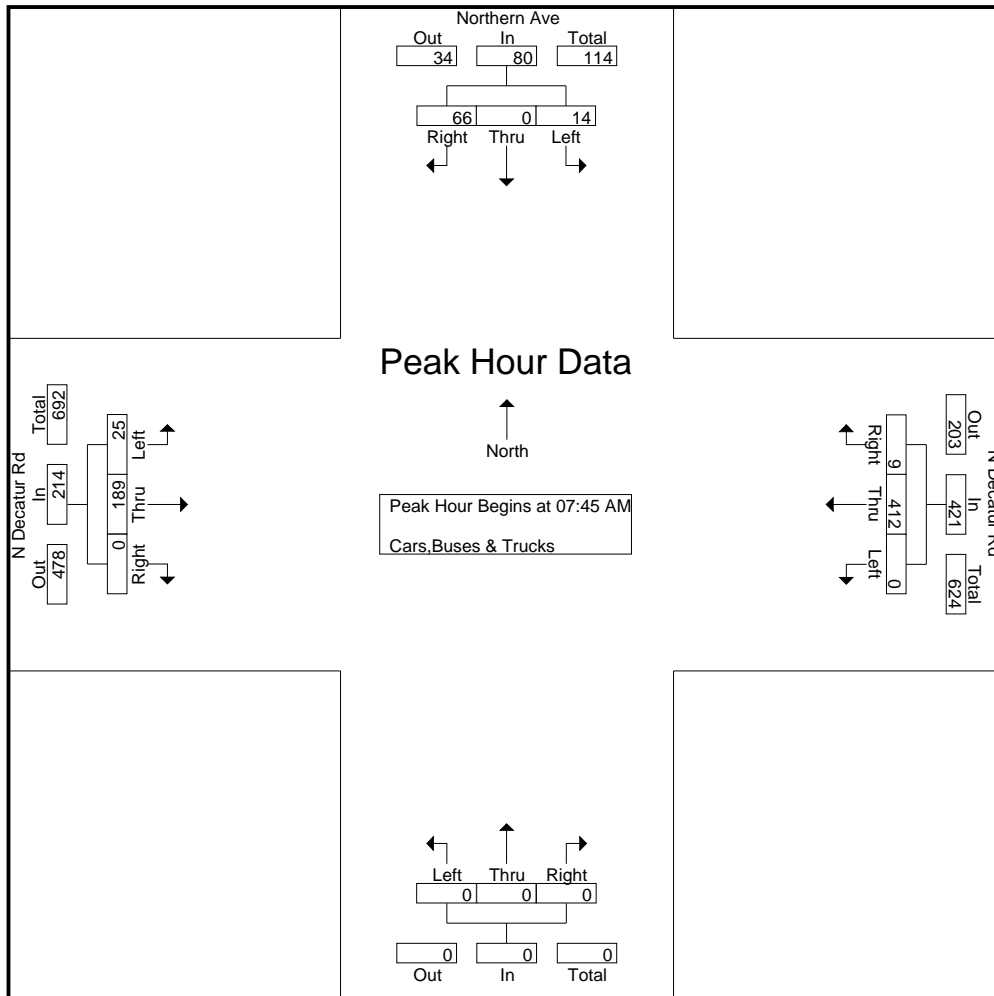 Northern Ave
Out In Total
34 80 114
66 0 14
Right Thru Left
Peak Hour Data
North
Peak Hour Begins at 07:45 AM
Cars,Buses & Trucks
N Decatur Rd
Total In Out
692 214 478
25 189 0
Left Thru Right
N Decatur Rd
Out In Total
203 421 624
9 412 0
Right Thru Left
Left Thru Right
0 0 0
0 0 0
Out In Total